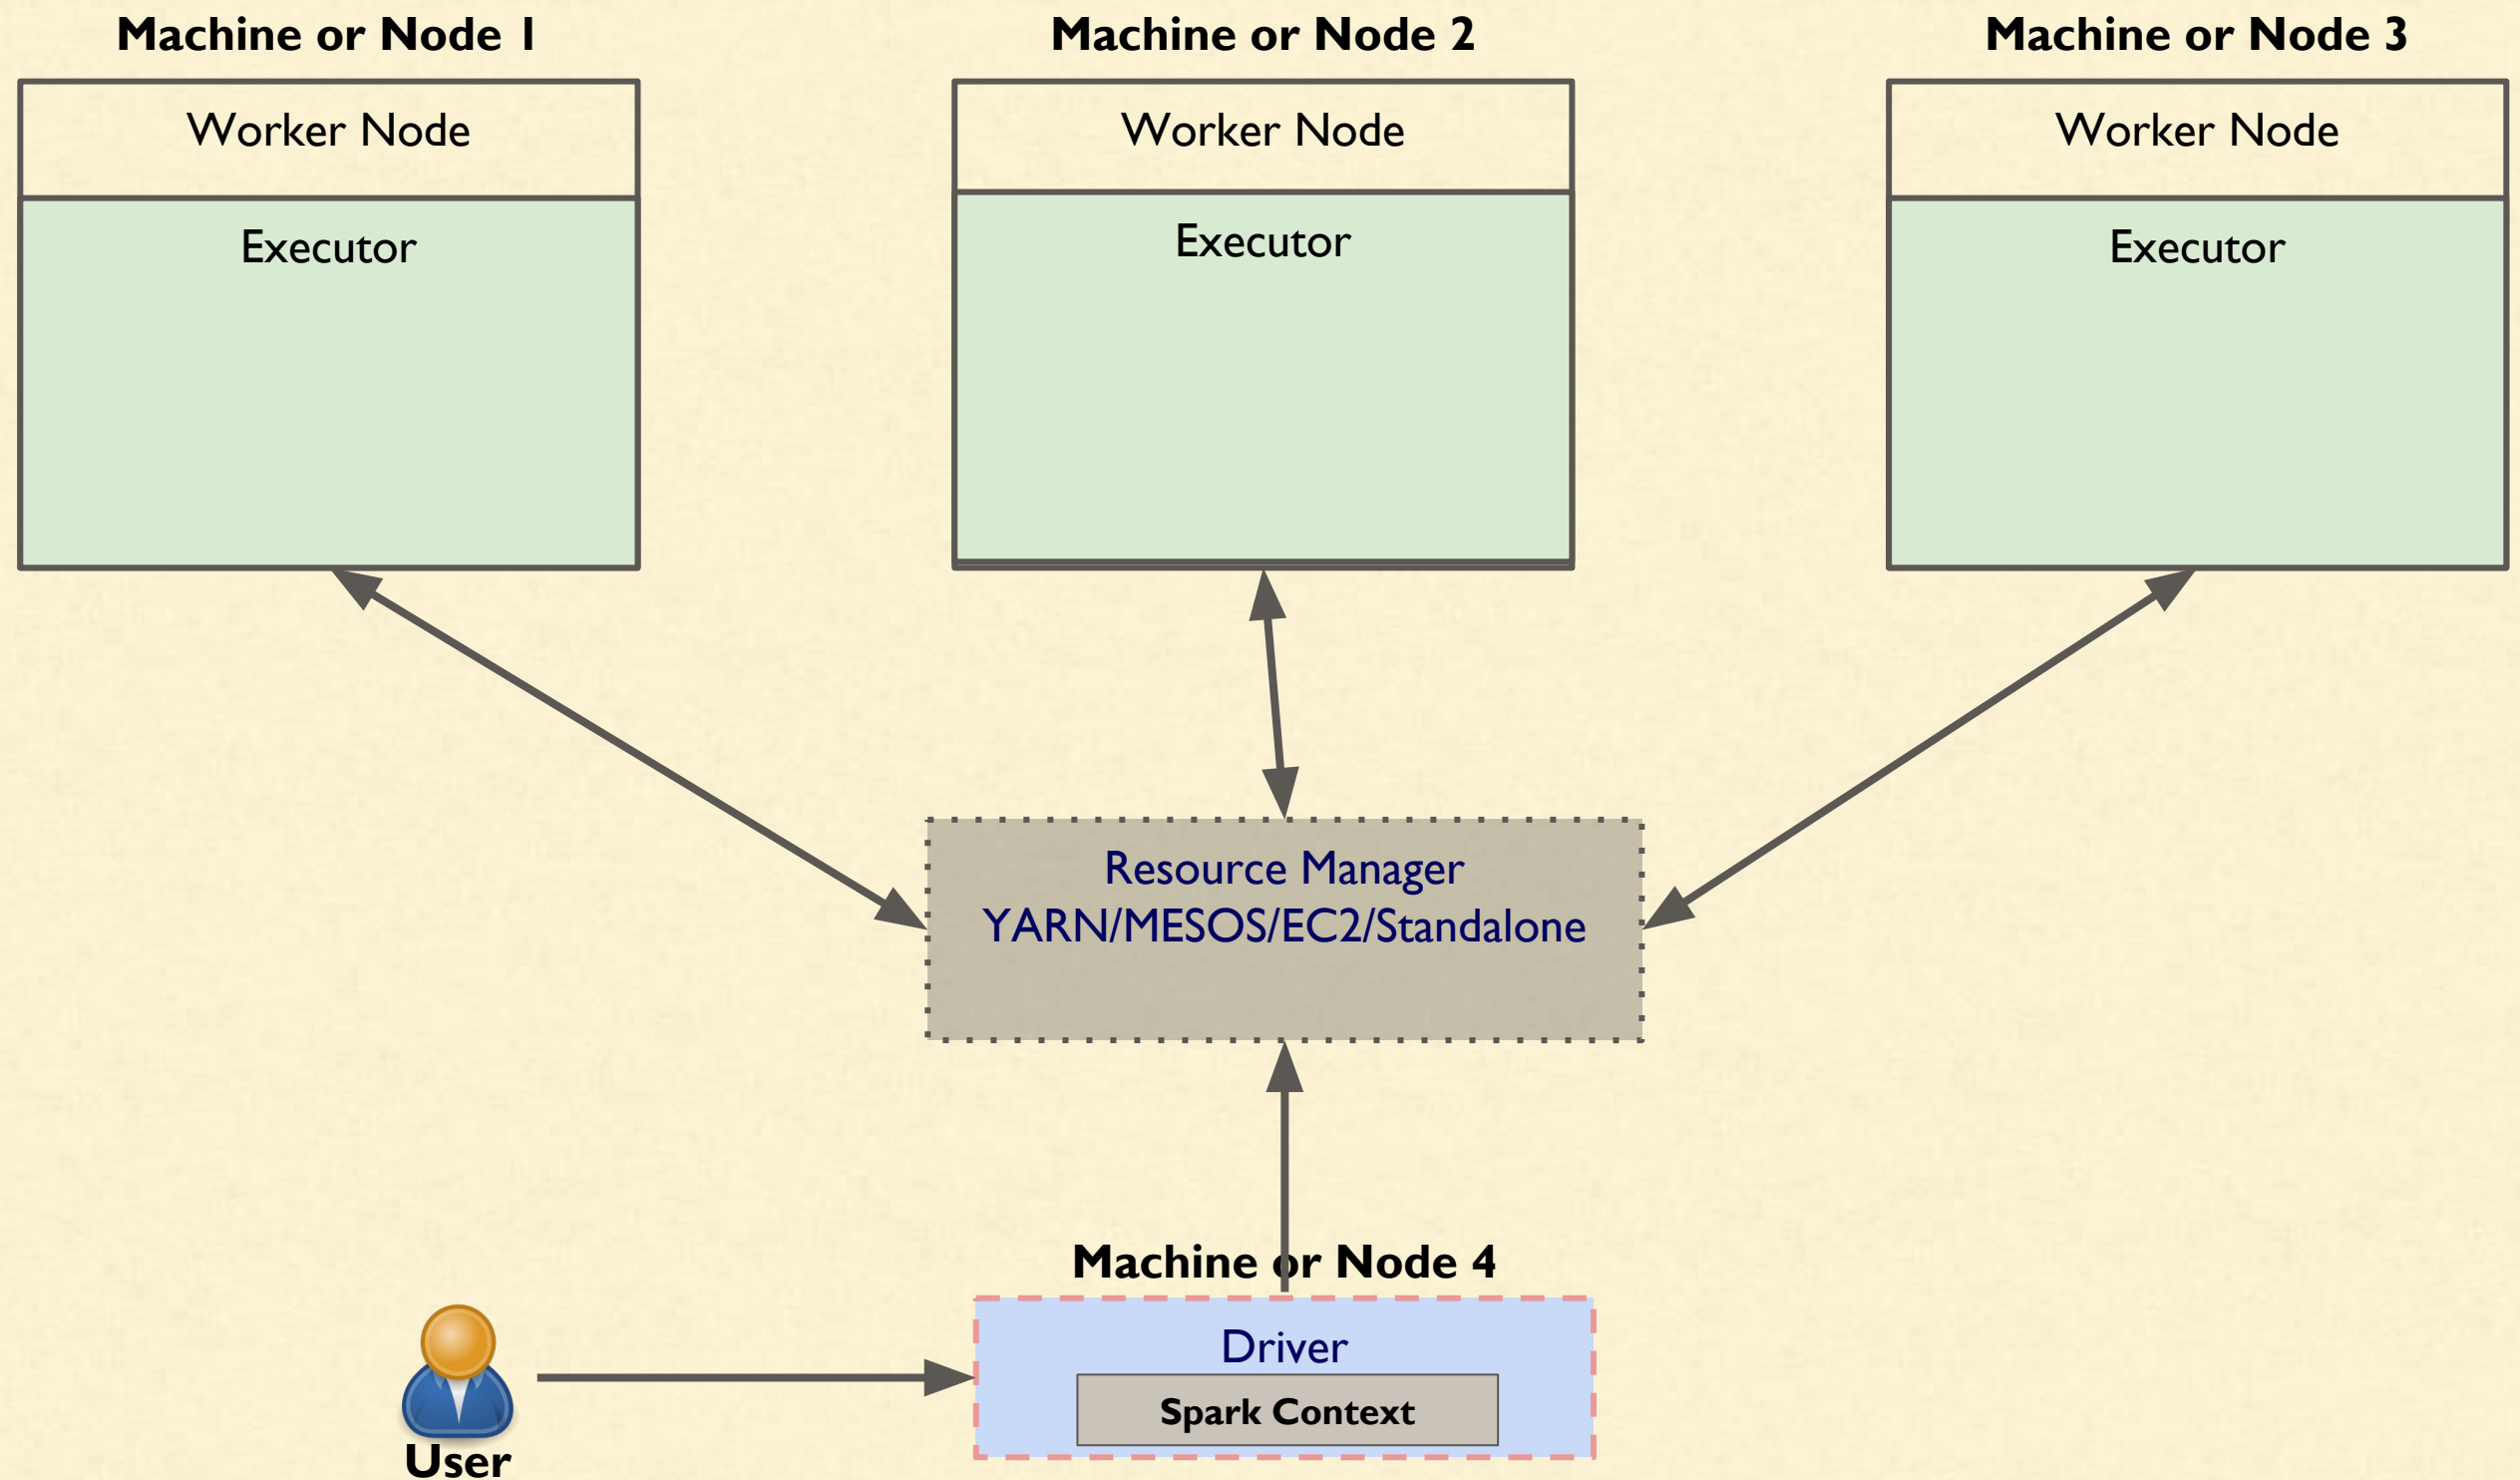 Machine or Node 1
Machine or Node 2
Machine or Node 3
Worker Node
Worker Node
Worker Node
Executor
Executor
Executor
Resource Manager
YARN/MESOS/EC2/Standalone
Machine or Node 4
Driver
Spark Context
User